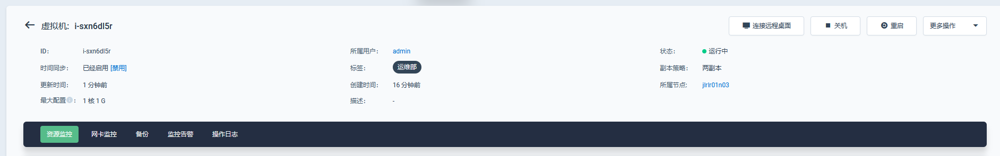 虚拟机： i-sxn6dl5r
连接远程桌面 关机 重启 更多操作
ID： i-sxn6dl5r 所属用户： admin 状态： 运行中
时间同步： 已经启用 [禁用] 标签： 运维部 副本策略： 两副本
更新时间： 1 分钟前 创建时间： 16 分钟前 所属节点： jlrlr01n03
最大配置： 1 核 1 G 描述： -
资源监控 网卡监控 备份 监控告警 操作日志